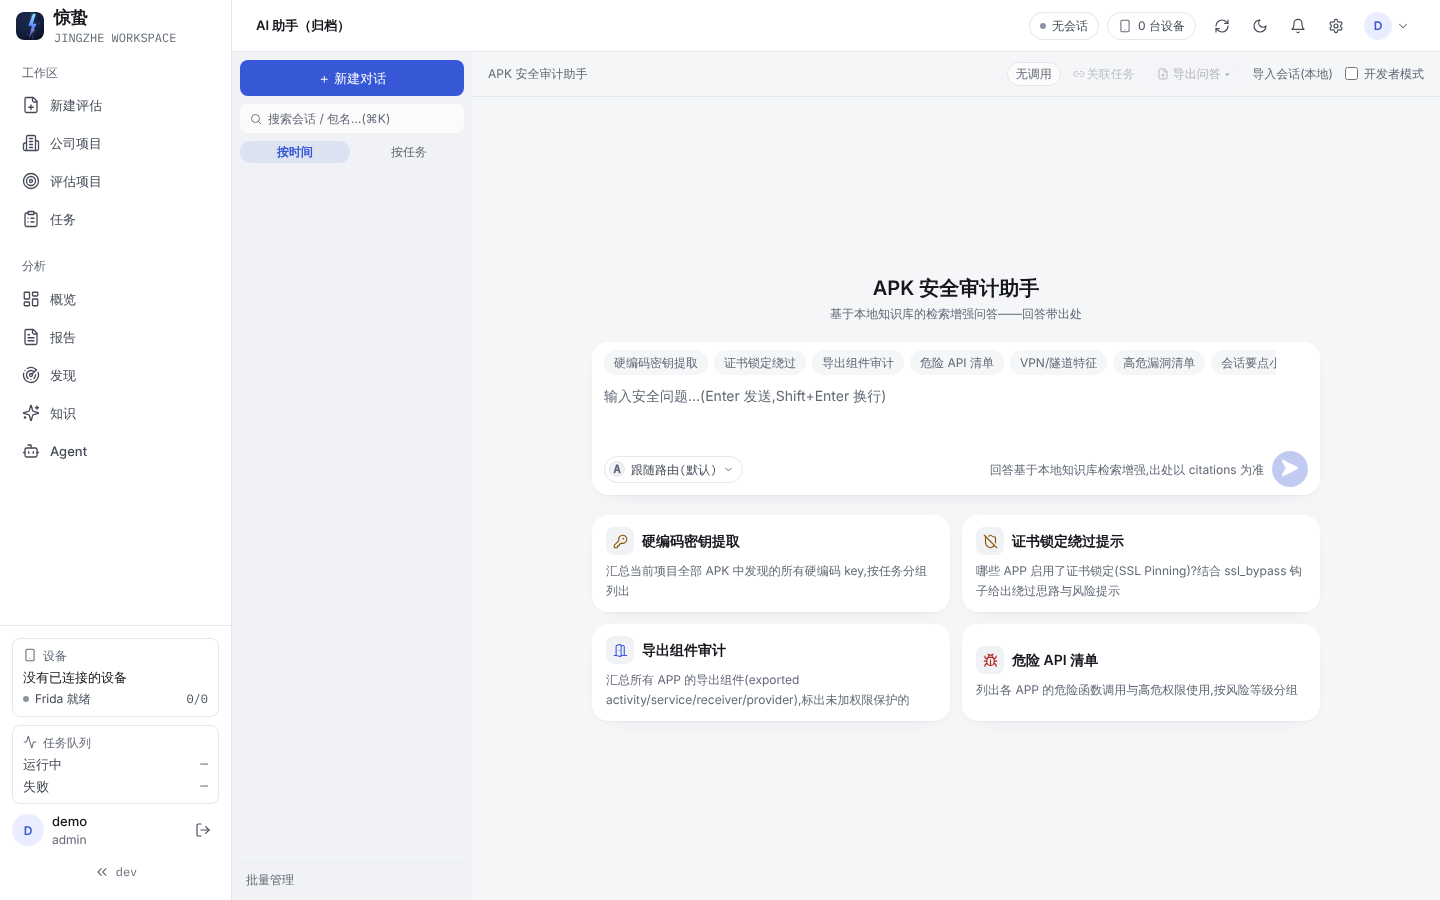 惊蛰
JINGZHE WORKSPACE
工作区
新建评估
公司项目
评估项目
任务
分析
概览
报告
发现
知识
Agent
设备
没有已连接的设备
Frida 就绪 0/0
任务队列
运行中 —
失败 —
D demo
admin
dev
AI 助手（归档）
无会话
0 台设备
D
+ 新建对话
搜索会话 / 包名...(⌘K)
按时间 按任务
批量管理
APK 安全审计助手
无调用 关联任务 导出问答 导入会话(本地) 开发者模式
APK 安全审计助手
基于本地知识库的检索增强问答——回答带出处
硬编码密钥提取 证书锁定绕过 导出组件审计 危险 API 清单 VPN/隧道特征 高危漏洞清单 会话要点
输入安全问题...(Enter 发送,Shift+Enter 换行)
A 跟随路由(默认)
回答基于本地知识库检索增强,出处以 citations 为准
硬编码密钥提取
汇总当前项目全部 APK 中发现的所有硬编码 key,按任务分组
列出
证书锁定绕过提示
哪些 APP 启用了证书锁定(SSL Pinning)?结合 ssl_bypass 钩
子给出绕过思路与风险提示
导出组件审计
汇总所有 APP 的导出组件(exported
activity/service/receiver/provider),标出未加权限保护的
危险 API 清单
列出各 APP 的危险函数调用与高危权限使用,按风险等级分组